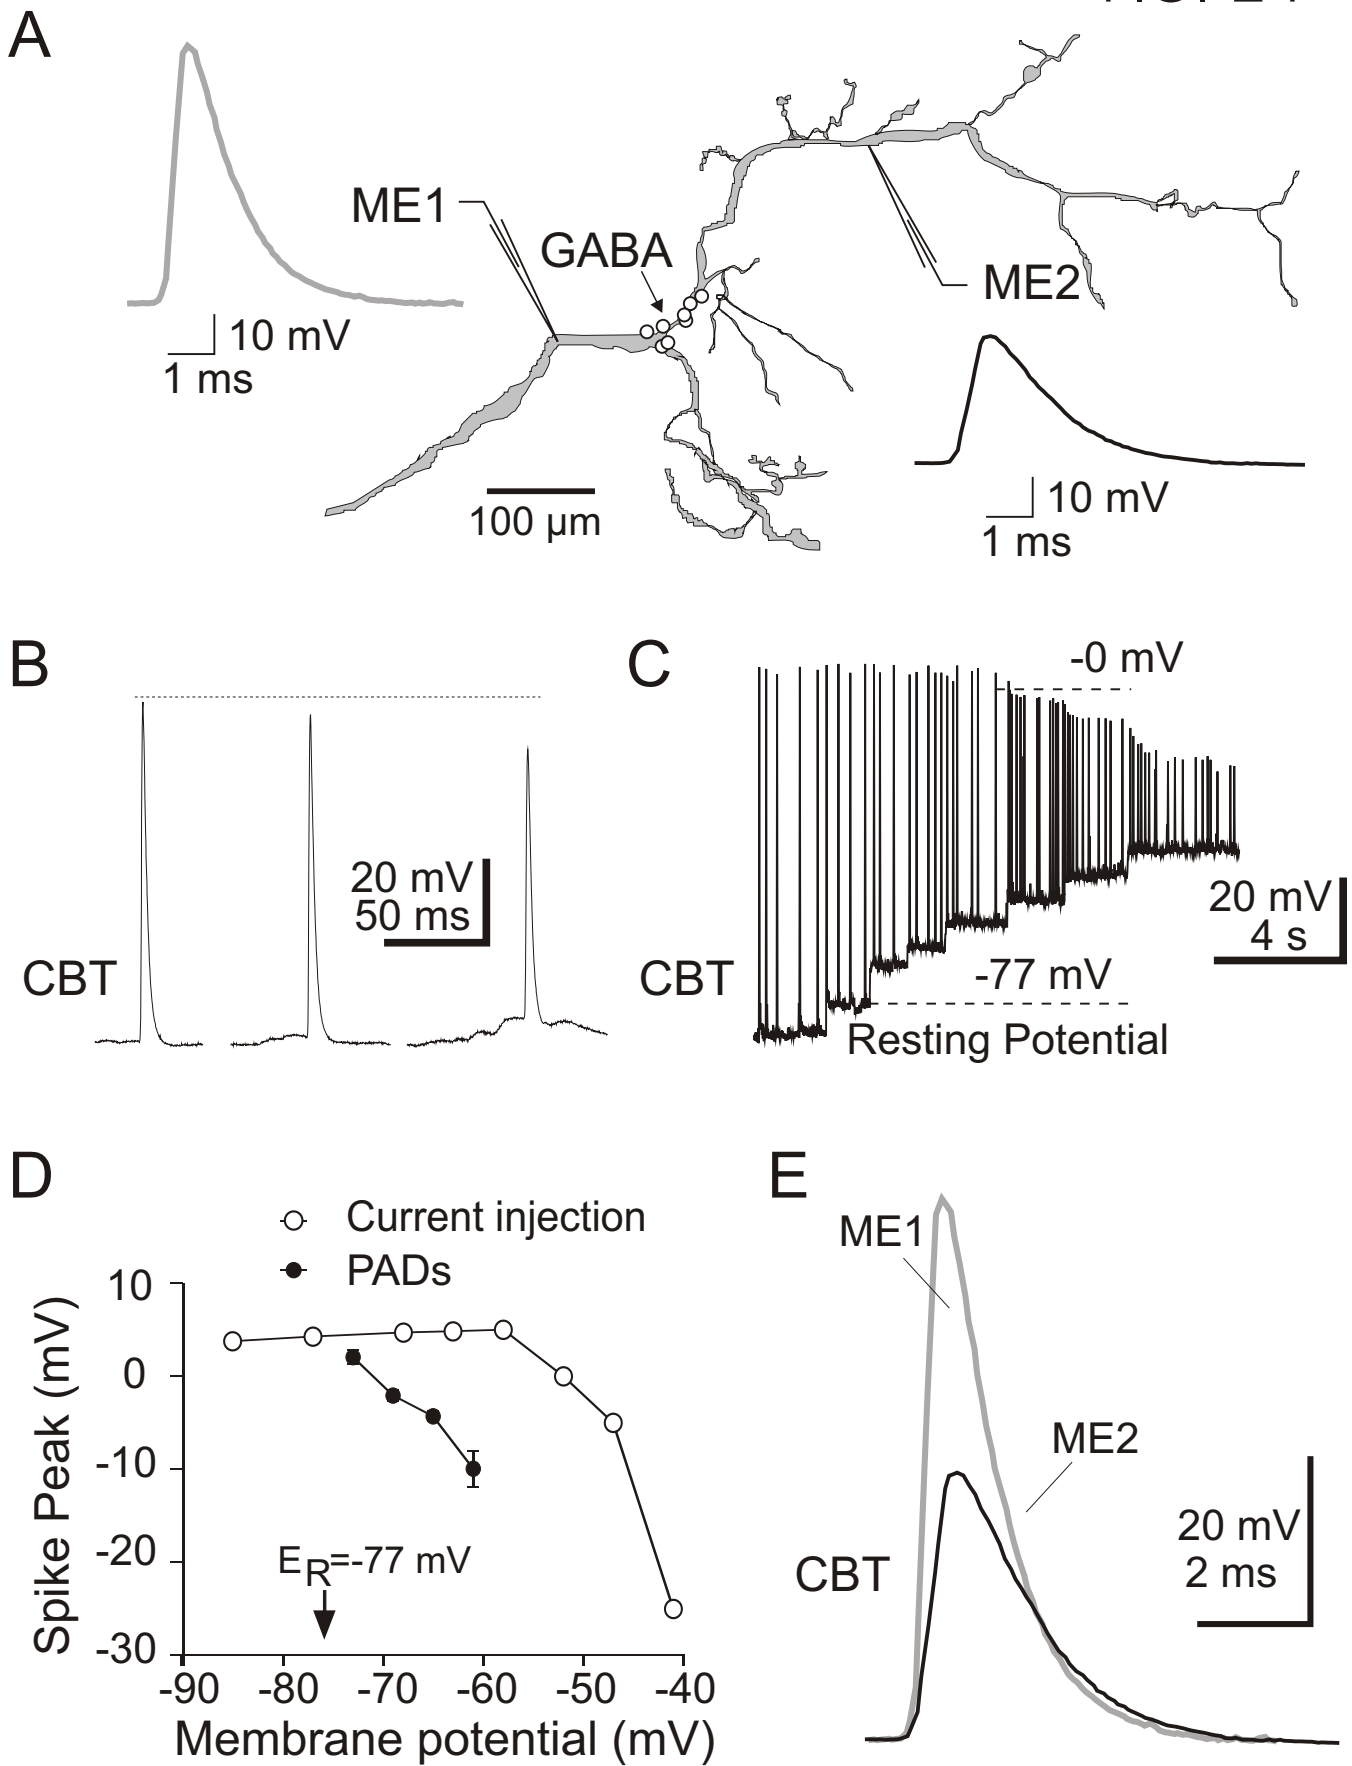 A
ME1
GABA
ME2
10 mV
1 ms
100 µm
10 mV
1 ms
B
20 mV
50 ms
CBT
C
-0 mV
20 mV
4 s
CBT
-77 mV
Resting Potential
D
Current injection
PADs
10
0
-10
-20
-30
Spike Peak (mV)
ER=-77 mV
-90 -80 -70 -60 -50 -40
Membrane potential (mV)
E
ME1
ME2
20 mV
2 ms
CBT